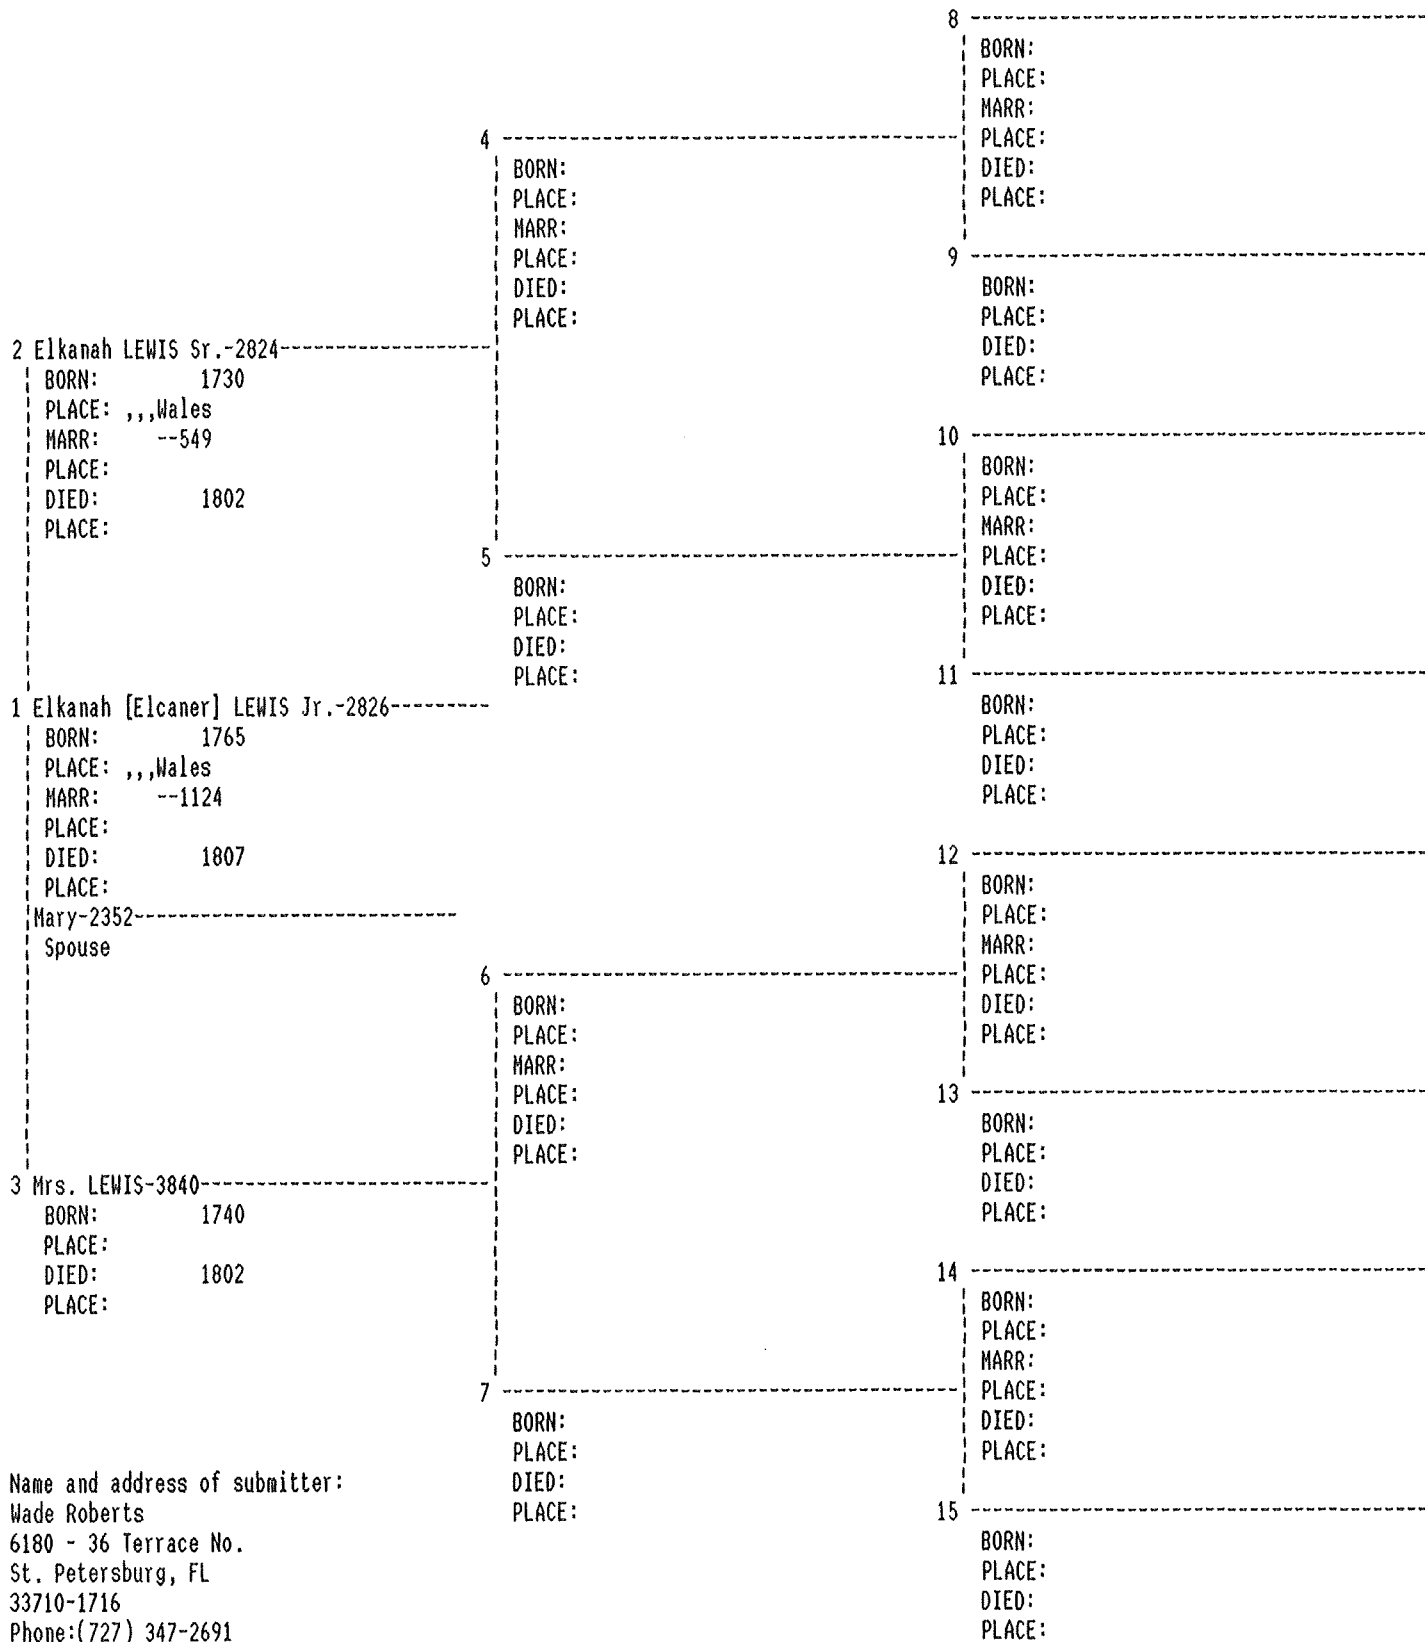 8
BORN:
PLACE:
MARR:
PLACE:
DIED:
PLACE:
4
BORN:
PLACE:
MARR:
PLACE:
DIED:
PLACE:
9
BORN:
PLACE:
DIED:
PLACE:
2 Elkanah LEWIS Sr.-2824
BORN: 1730
PLACE: ,,,Wales
MARR: --549
PLACE:
DIED: 1802
PLACE:
10
BORN:
PLACE:
MARR:
PLACE:
DIED:
PLACE:
5
BORN:
PLACE:
DIED:
PLACE:
11
BORN:
PLACE:
DIED:
PLACE:
1 Elkanah [Elcaner] LEWIS Jr.-2826
BORN: 1765
PLACE: ,,,Wales
MARR: --1124
PLACE:
DIED: 1807
PLACE:
Mary-2352
Spouse
12
BORN:
PLACE:
MARR:
PLACE:
DIED:
PLACE:
6
BORN:
PLACE:
MARR:
PLACE:
DIED:
PLACE:
13
BORN:
PLACE:
DIED:
PLACE:
3 Mrs. LEWIS-3840
BORN: 1740
PLACE:
DIED: 1802
PLACE:
14
BORN:
PLACE:
MARR:
PLACE:
DIED:
PLACE:
7
BORN:
PLACE:
DIED:
PLACE:
15
BORN:
PLACE:
DIED:
PLACE:
Name and address of submitter:
Wade Roberts
6180 - 36 Terrace No.
St. Petersburg, FL
33710-1716
Phone:(727) 347-2691